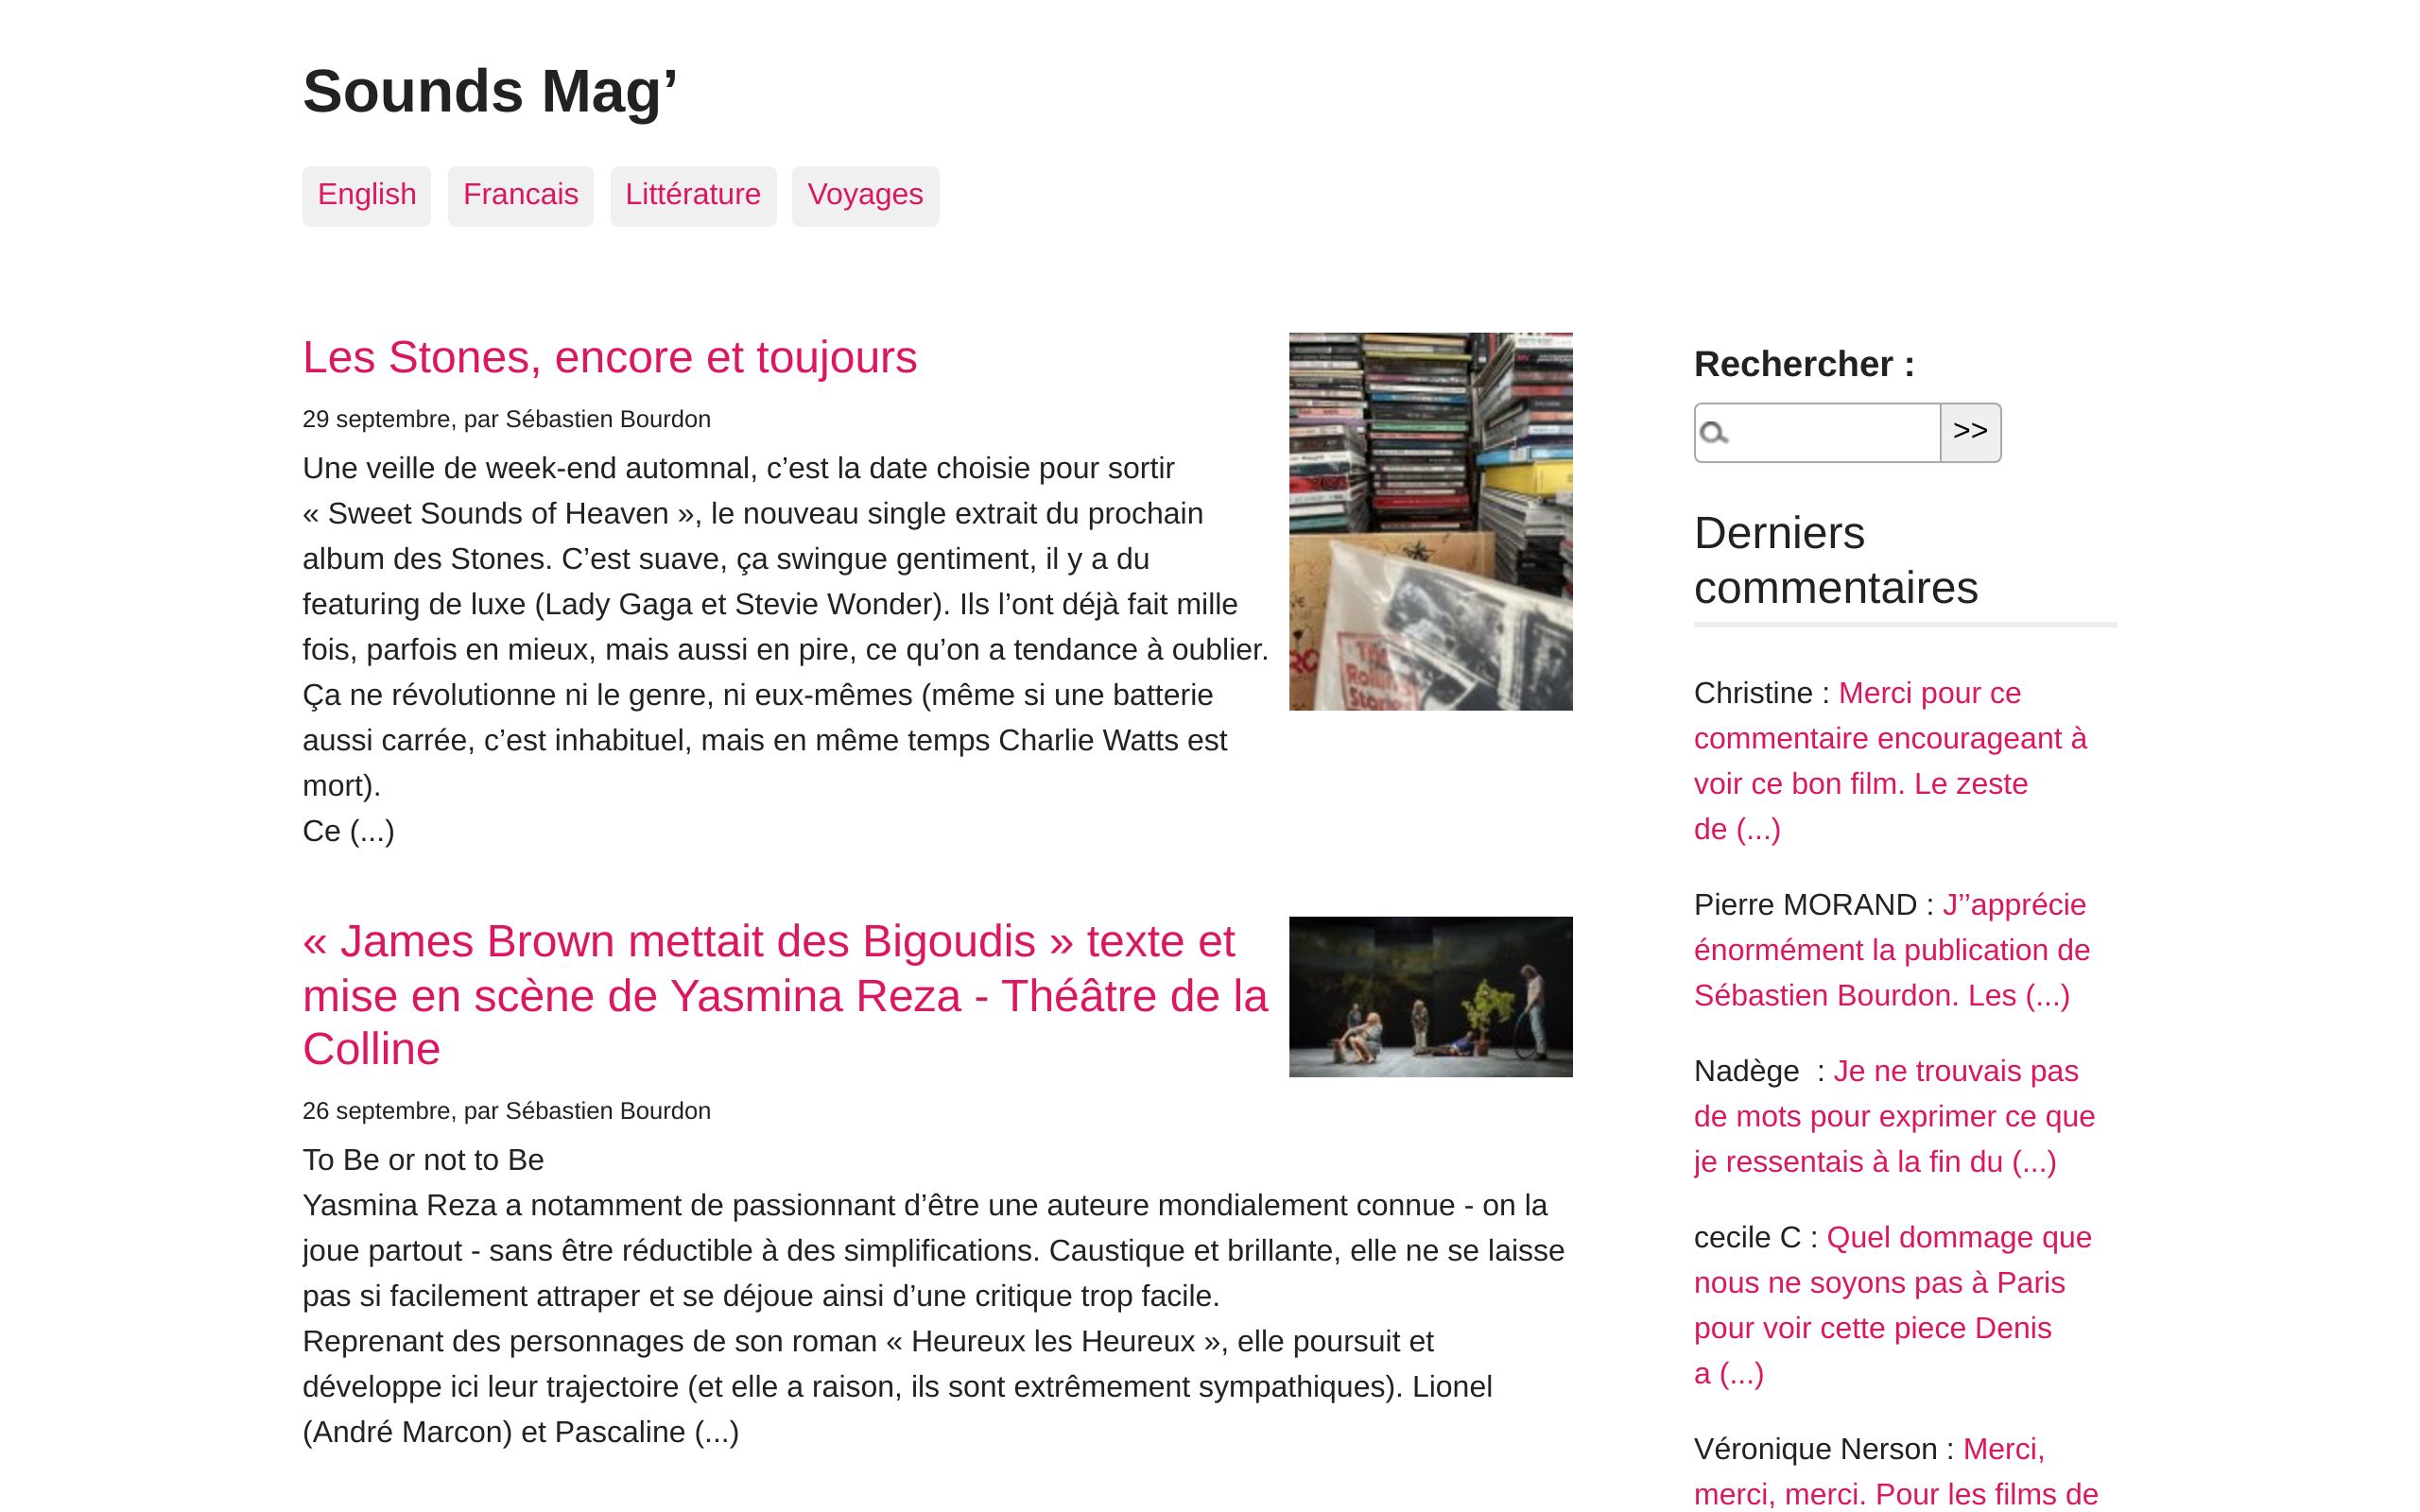 Sounds Mag’
English
Francais
Littérature
Voyages
Les Stones, encore et toujours
29 septembre, par Sébastien Bourdon
Une veille de week-end automnal, c’est la date choisie pour sortir
« Sweet Sounds of Heaven », le nouveau single extrait du prochain
album des Stones. C’est suave, ça swingue gentiment, il y a du
featuring de luxe (Lady Gaga et Stevie Wonder). Ils l’ont déjà fait mille
fois, parfois en mieux, mais aussi en pire, ce qu’on a tendance à oublier.
Ça ne révolutionne ni le genre, ni eux-mêmes (même si une batterie
aussi carrée, c’est inhabituel, mais en même temps Charlie Watts est
mort).
Ce (...)
The
Rolling
Stones
« James Brown mettait des Bigoudis » texte et
mise en scène de Yasmina Reza - Théâtre de la
Colline
26 septembre, par Sébastien Bourdon
To Be or not to Be
Yasmina Reza a notamment de passionnant d’être une auteure mondialement connue - on la
joue partout - sans être réductible à des simplifications. Caustique et brillante, elle ne se laisse
pas si facilement attraper et se déjoue ainsi d’une critique trop facile.
Reprenant des personnages de son roman « Heureux les Heureux », elle poursuit et
développe ici leur trajectoire (et elle a raison, ils sont extrêmement sympathiques). Lionel
(André Marcon) et Pascaline (...)
Rechercher :
>>
Derniers
commentaires
Christine : Merci pour ce
commentaire encourageant à
voir ce bon film. Le zeste
de (...)
Pierre MORAND : J’’apprécie
énormément la publication de
Sébastien Bourdon. Les (...)
Nadège  : Je ne trouvais pas
de mots pour exprimer ce que
je ressentais à la fin du (...)
cecile C : Quel dommage que
nous ne soyons pas à Paris
pour voir cette piece Denis
a (...)
Véronique Nerson : Merci,
merci, merci. Pour les films de